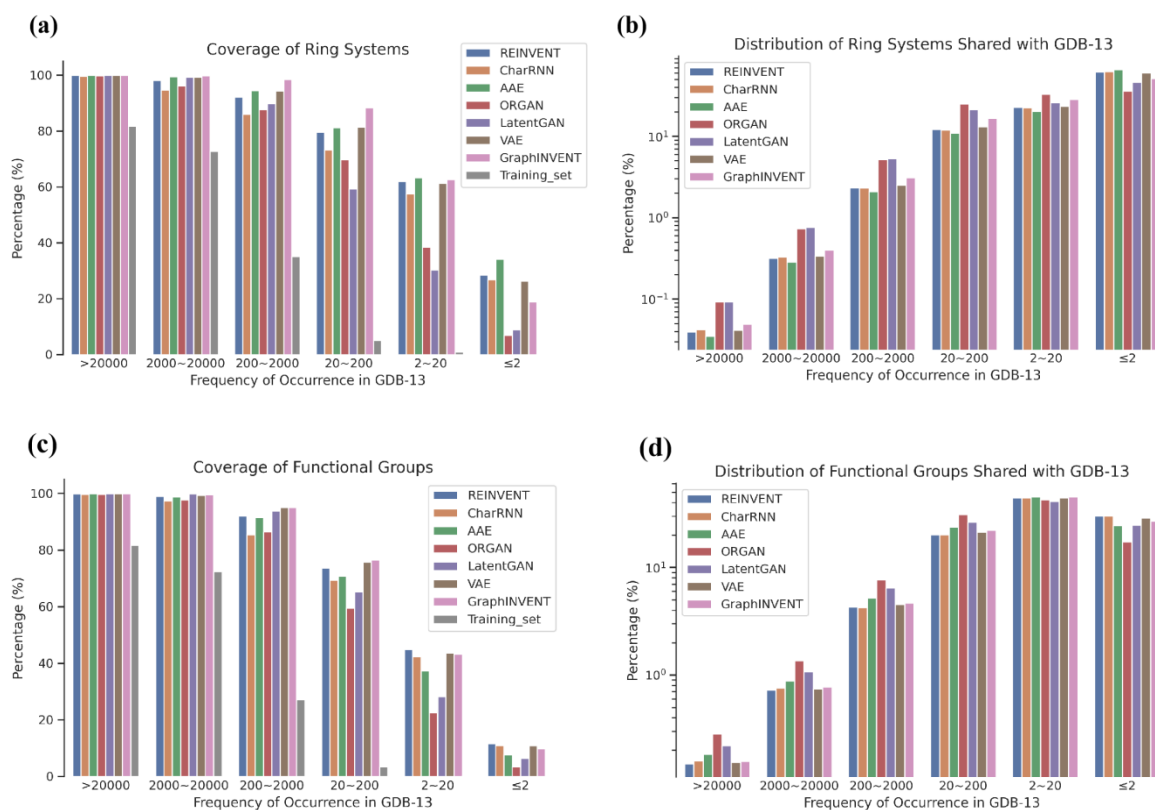 (a)
Coverage of Ring Systems
Percentage (%)
100
80
60
40
20
0
>20000
2000~20000
200~2000
20~200
2~20
≤2
Frequency of Occurrence in GDB-13
REINVENT
CharRNN
AAE
ORGAN
LatentGAN
VAE
GraphINVENT
Training_set
(b)
Distribution of Ring Systems Shared with GDB-13
Percentage (%)
10¹
10⁰
10⁻¹
>20000
2000~20000
200~2000
20~200
2~20
≤2
Frequency of Occurrence in GDB-13
REINVENT
CharRNN
AAE
ORGAN
LatentGAN
VAE
GraphINVENT
(c)
Coverage of Functional Groups
Percentage (%)
100
80
60
40
20
0
>20000
2000~20000
200~2000
20~200
2~20
≤2
Frequency of Occurrence in GDB-13
REINVENT
CharRNN
AAE
ORGAN
LatentGAN
VAE
GraphINVENT
Training_set
(d)
Distribution of Functional Groups Shared with GDB-13
Percentage (%)
10¹
10⁰
>20000
2000~20000
200~2000
20~200
2~20
≤2
Frequency of Occurrence in GDB-13
REINVENT
CharRNN
AAE
ORGAN
LatentGAN
VAE
GraphINVENT